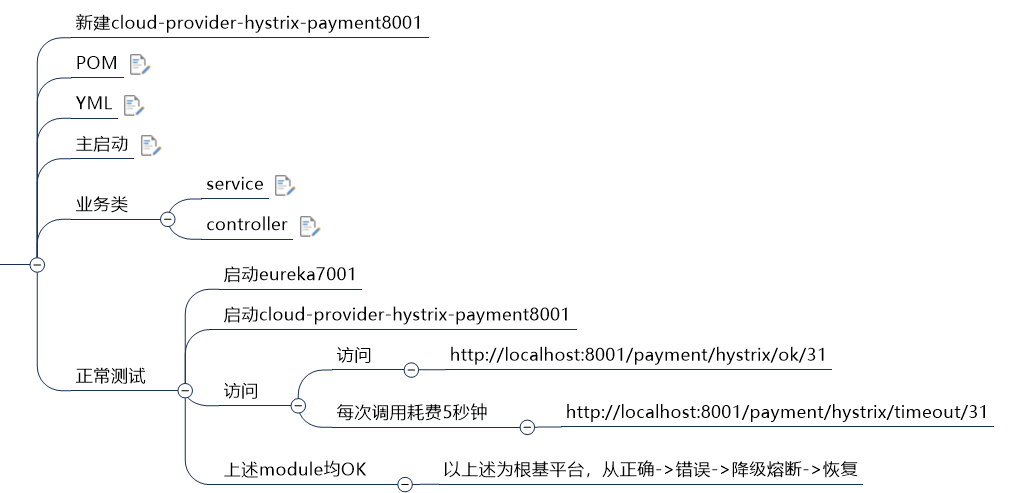 新建cloud-provider-hystrix-payment8001
POM
YML
主启动
业务类
service
controller
正常测试
启动eureka7001
启动cloud-provider-hystrix-payment8001
访问
访问
http://localhost:8001/payment/hystrix/ok/31
每次调用耗费5秒钟
http://localhost:8001/payment/hystrix/timeout/31
上述module均OK
以上述为根基平台，从正确->错误->降级熔断->恢复